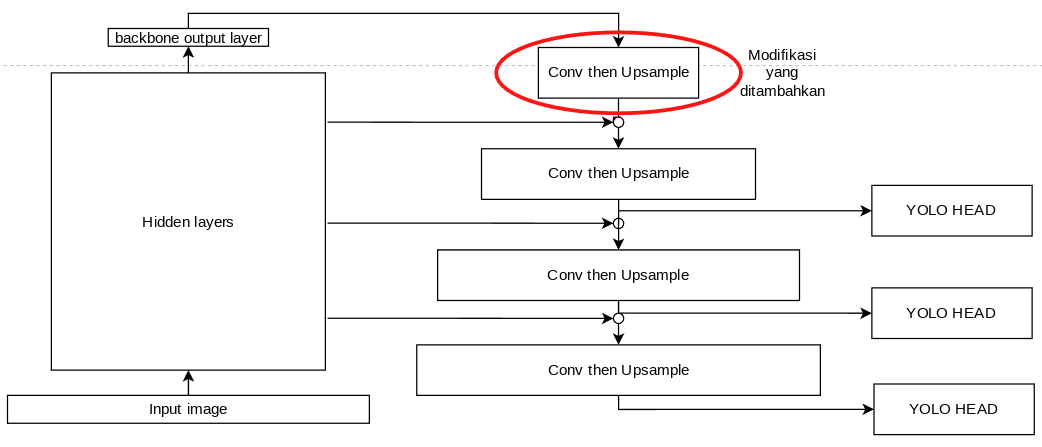 backbone output layer
Conv then Upsample
Modifikasi
yang
ditambahkan
Conv then Upsample
Hidden layers
YOLO HEAD
Conv then Upsample
YOLO HEAD
Conv then Upsample
Input image
YOLO HEAD